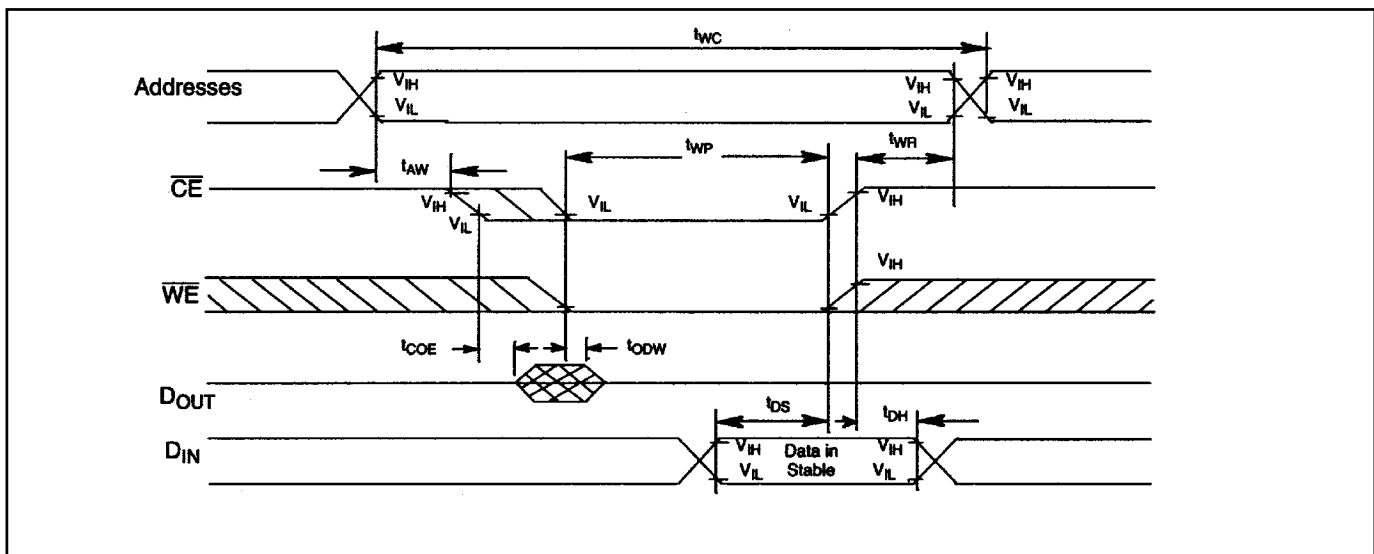 tWC
Addresses
VIH
VIL
VIH
VIL
VIH
VIL
tAW
tWP
tWR
CE
VIH
VIL
VIL
VIL
VIH
WE
VIH
tCOE
tODW
DOUT
tDS
tDH
DIN
VIH
VIL
Data in
Stable
VIH
VIL